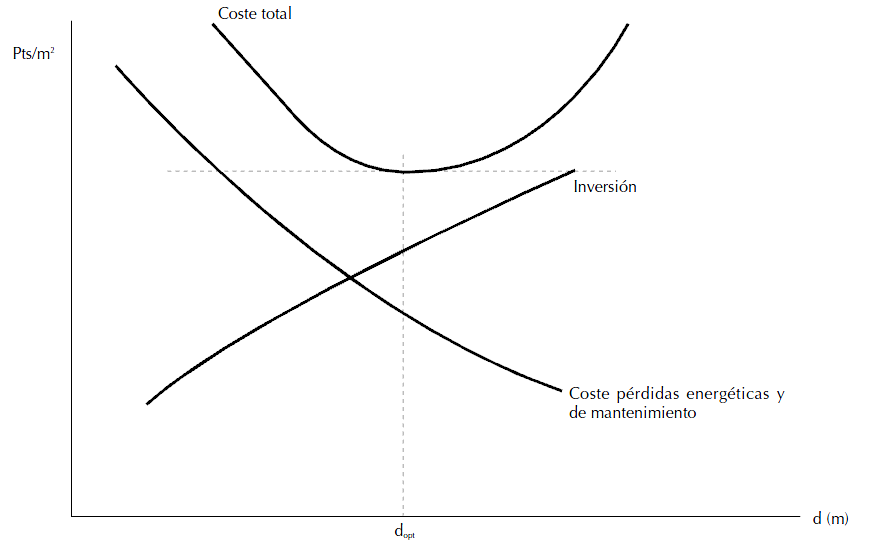 Coste total
Pts/m²
Inversión
Coste pérdidas energéticas y
de mantenimiento
d (m)
dopt